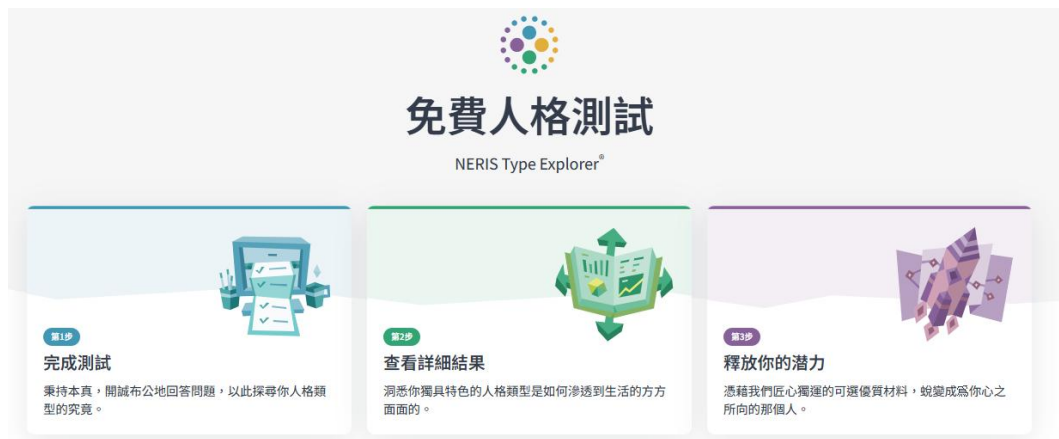 免費人格測試
NERIS Type Explorer®
第1步
完成測試
秉持本真，開誠布公地回答問題，以此探尋你人格類
型的究竟。
第2步
查看詳細結果
洞悉你獨具特色的人格類型是如何滲透到生活的方方
面面的。
第3步
釋放你的潜力
憑藉我們匠心獨運的可選優質材料，蛻變成爲你心之
所向的那個人。